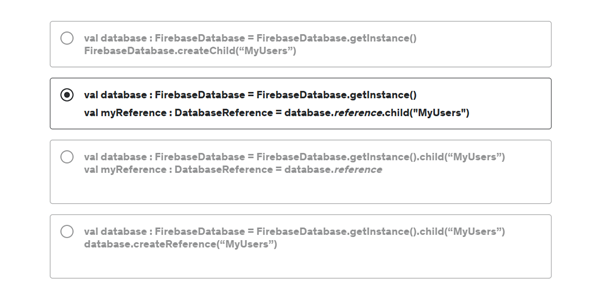 val database : FirebaseDatabase = FirebaseDatabase.getInstance()
FirebaseDatabase.createChild(“MyUsers”)
val database : FirebaseDatabase = FirebaseDatabase.getInstance()
val myReference : DatabaseReference = database.reference.child("MyUsers")
val database : FirebaseDatabase = FirebaseDatabase.getInstance().child(“MyUsers”)
val myReference : DatabaseReference = database.reference
val database : FirebaseDatabase = FirebaseDatabase.getInstance().child(“MyUsers”)
database.createReference(“MyUsers”)